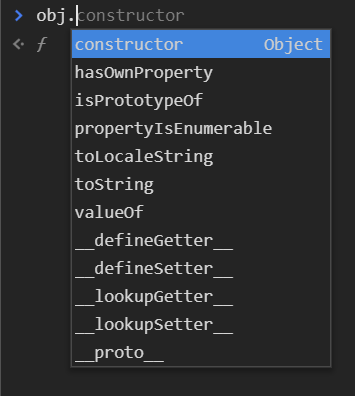 > obj.constructor
f
constructor Object
hasOwnProperty
isPrototypeOf
propertyIsEnumerable
toLocaleString
toString
valueOf
__defineGetter__
__defineSetter__
__lookupGetter__
__lookupSetter__
__proto__